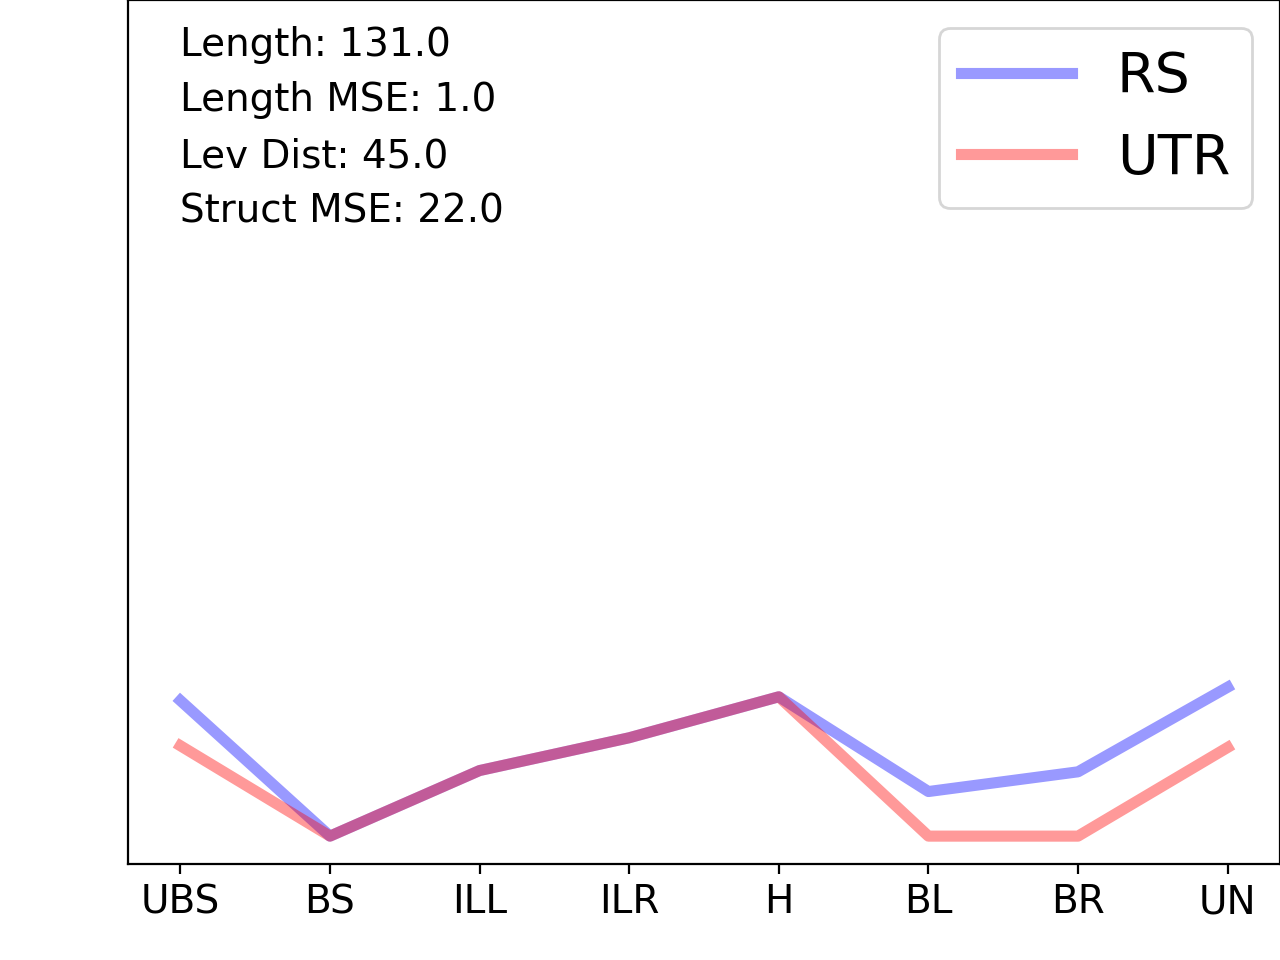 Length: 131.0
Length MSE: 1.0
Lev Dist: 45.0
Struct MSE: 22.0
RS
UTR
UBS BS ILL ILR H BL BR UN